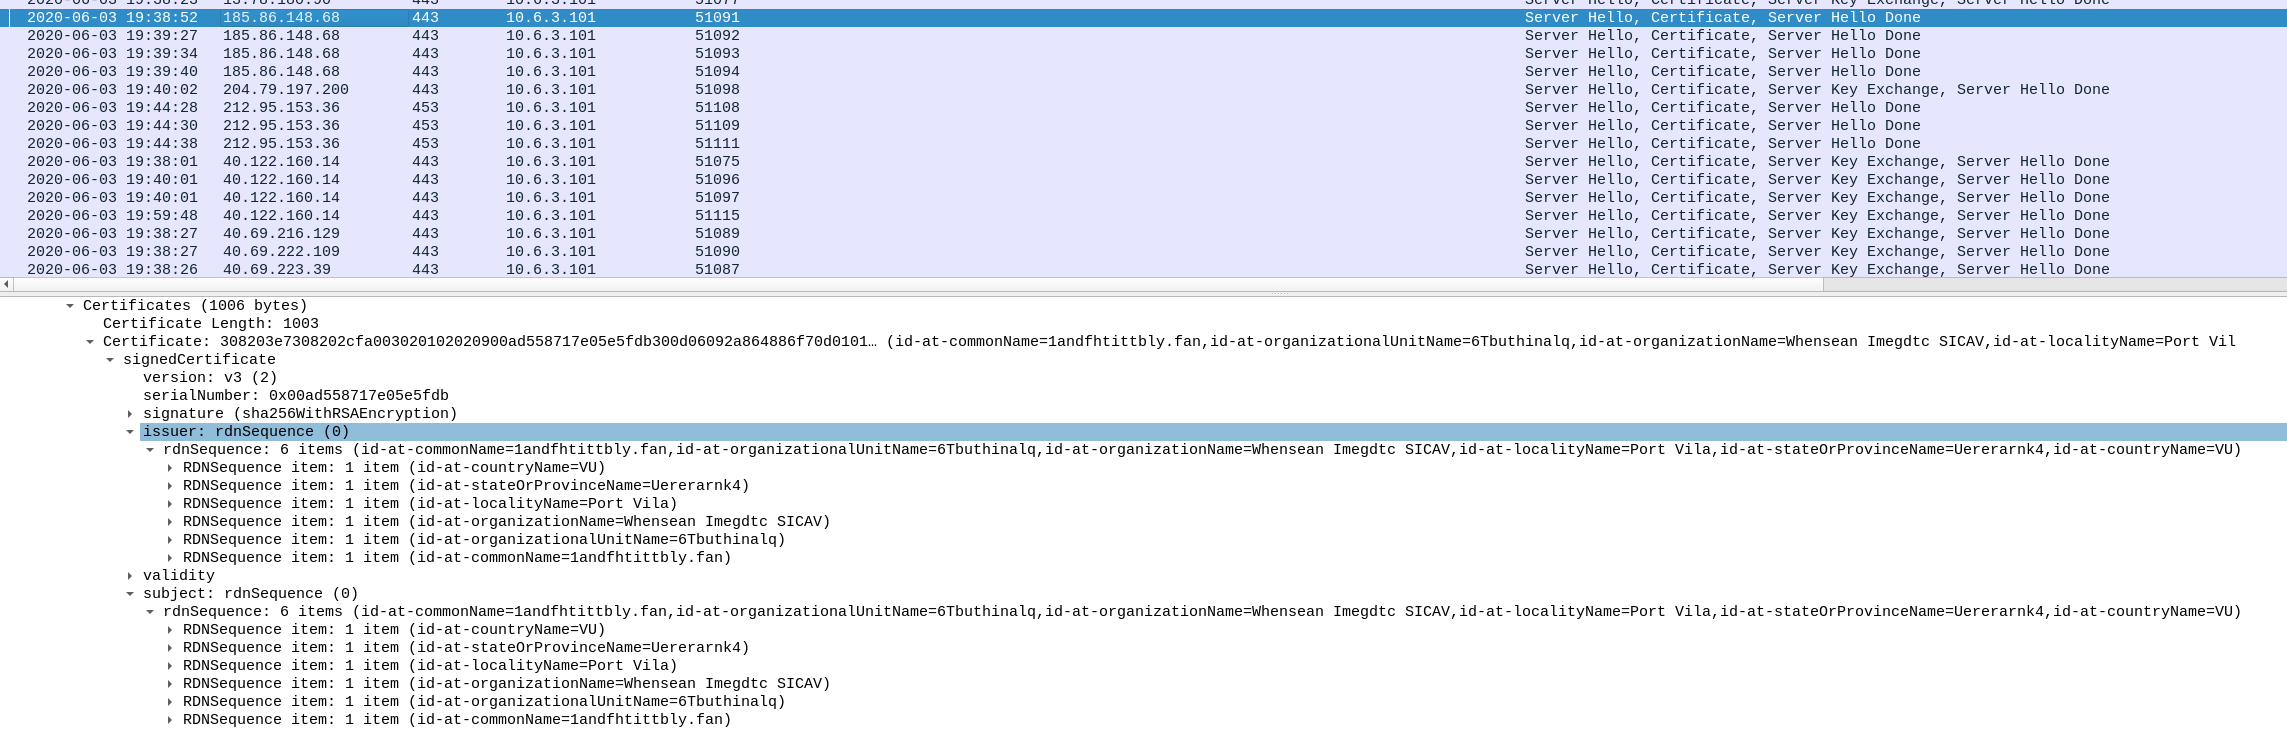 2020-06-03 19:38:23 13.78.180.90 443 10.6.3.101 51077 Server Hello, Certificate, Server Key Exchange, Server Hello Done
2020-06-03 19:38:52 185.86.148.68 443 10.6.3.101 51091 Server Hello, Certificate, Server Hello Done
2020-06-03 19:39:27 185.86.148.68 443 10.6.3.101 51092 Server Hello, Certificate, Server Hello Done
2020-06-03 19:39:34 185.86.148.68 443 10.6.3.101 51093 Server Hello, Certificate, Server Hello Done
2020-06-03 19:39:40 185.86.148.68 443 10.6.3.101 51094 Server Hello, Certificate, Server Hello Done
2020-06-03 19:40:02 204.79.197.200 443 10.6.3.101 51098 Server Hello, Certificate, Server Key Exchange, Server Hello Done
2020-06-03 19:44:28 212.95.153.36 453 10.6.3.101 51108 Server Hello, Certificate, Server Hello Done
2020-06-03 19:44:30 212.95.153.36 453 10.6.3.101 51109 Server Hello, Certificate, Server Hello Done
2020-06-03 19:44:38 212.95.153.36 453 10.6.3.101 51111 Server Hello, Certificate, Server Hello Done
2020-06-03 19:38:01 40.122.160.14 443 10.6.3.101 51075 Server Hello, Certificate, Server Key Exchange, Server Hello Done
2020-06-03 19:40:01 40.122.160.14 443 10.6.3.101 51096 Server Hello, Certificate, Server Key Exchange, Server Hello Done
2020-06-03 19:40:01 40.122.160.14 443 10.6.3.101 51097 Server Hello, Certificate, Server Key Exchange, Server Hello Done
2020-06-03 19:59:48 40.122.160.14 443 10.6.3.101 51115 Server Hello, Certificate, Server Key Exchange, Server Hello Done
2020-06-03 19:38:27 40.69.216.129 443 10.6.3.101 51089 Server Hello, Certificate, Server Key Exchange, Server Hello Done
2020-06-03 19:38:27 40.69.222.109 443 10.6.3.101 51090 Server Hello, Certificate, Server Key Exchange, Server Hello Done
2020-06-03 19:38:26 40.69.223.39 443 10.6.3.101 51087 Server Hello, Certificate, Server Key Exchange, Server Hello Done
Certificates (1006 bytes)
Certificate Length: 1003
Certificate: 308203e7308202cfa003020102020900ad558717e05e5fdb300d06092a864886f70d0101… (id-at-commonName=1andfhtittbly.fan,id-at-organizationalUnitName=6Tbuthinalq,id-at-organizationName=Whensean Imegdtc SICAV,id-at-localityName=Port Vil
signedCertificate
version: v3 (2)
serialNumber: 0x00ad558717e05e5fdb
signature (sha256WithRSAEncryption)
issuer: rdnSequence (0)
rdnSequence: 6 items (id-at-commonName=1andfhtittbly.fan,id-at-organizationalUnitName=6Tbuthinalq,id-at-organizationName=Whensean Imegdtc SICAV,id-at-localityName=Port Vila,id-at-stateOrProvinceName=Uererarnk4,id-at-countryName=VU)
RDNSequence item: 1 item (id-at-countryName=VU)
RDNSequence item: 1 item (id-at-stateOrProvinceName=Uererarnk4)
RDNSequence item: 1 item (id-at-localityName=Port Vila)
RDNSequence item: 1 item (id-at-organizationName=Whensean Imegdtc SICAV)
RDNSequence item: 1 item (id-at-organizationalUnitName=6Tbuthinalq)
RDNSequence item: 1 item (id-at-commonName=1andfhtittbly.fan)
validity
subject: rdnSequence (0)
rdnSequence: 6 items (id-at-commonName=1andfhtittbly.fan,id-at-organizationalUnitName=6Tbuthinalq,id-at-organizationName=Whensean Imegdtc SICAV,id-at-localityName=Port Vila,id-at-stateOrProvinceName=Uererarnk4,id-at-countryName=VU)
RDNSequence item: 1 item (id-at-countryName=VU)
RDNSequence item: 1 item (id-at-stateOrProvinceName=Uererarnk4)
RDNSequence item: 1 item (id-at-localityName=Port Vila)
RDNSequence item: 1 item (id-at-organizationName=Whensean Imegdtc SICAV)
RDNSequence item: 1 item (id-at-organizationalUnitName=6Tbuthinalq)
RDNSequence item: 1 item (id-at-commonName=1andfhtittbly.fan)